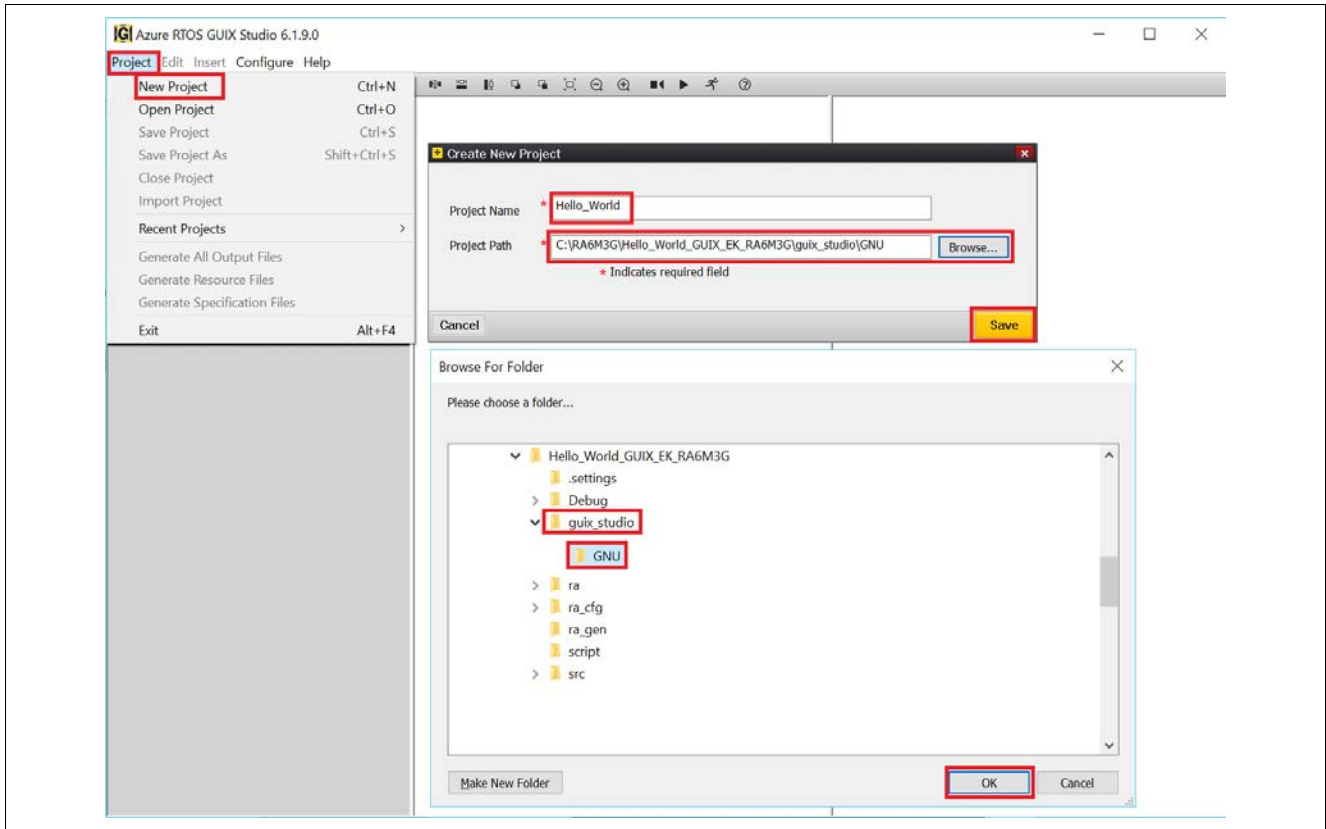 Azure RTOS GUIX Studio 6.1.9.0
Project Edit Insert Configure Help
New Project Ctrl+N
Open Project Ctrl+O
Save Project Ctrl+S
Save Project As Shift+Ctrl+S
Close Project
Import Project
Recent Projects
Generate All Output Files
Generate Resource Files
Generate Specification Files
Exit Alt+F4
Create New Project
Project Name * Hello_World
Project Path * C:\RA6M3G\Hello_World_GUIX_EK_RA6M3G\guix_studio\GNU Browse...
* Indicates required field
Cancel Save
Browse For Folder
Please choose a folder...
Hello_World_GUIX_EK_RA6M3G
.settings
Debug
guix_studio
GNU
ra
ra_cfg
ra_gen
script
src
Make New Folder OK Cancel